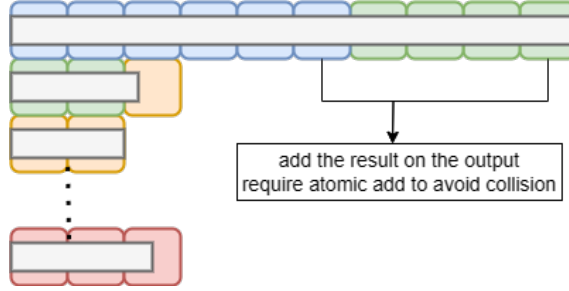 add the result on the output
require atomic add to avoid collision